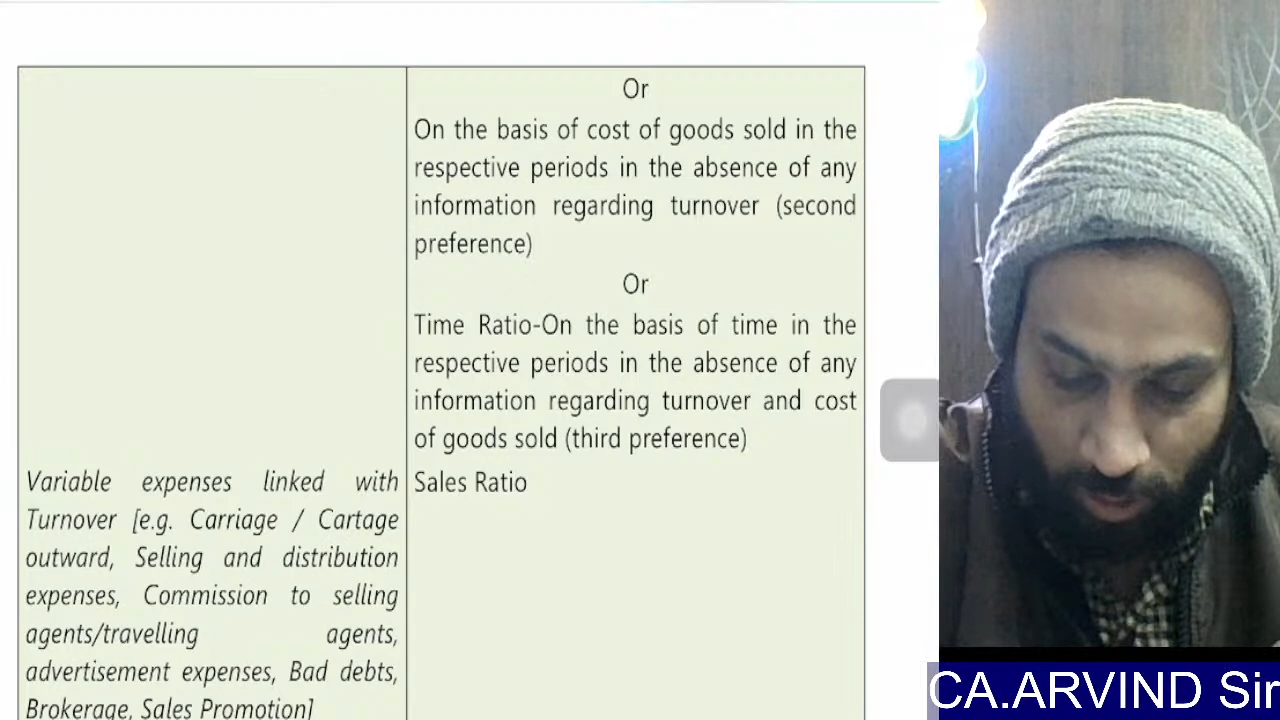 Or
On the basis of cost of goods sold in the
respective periods in the absence of any
information regarding turnover (second
preference)
Or
Time Ratio-On the basis of time in the
respective periods in the absence of any
information regarding turnover and cost
of goods sold (third preference)
Variable expenses linked with
Turnover [e.g. Carriage / Cartage
outward, Selling and distribution
expenses, Commission to selling
agents/travelling agents,
advertisement expenses, Bad debts,
Brokerage, Sales Promotion]
Sales Ratio
CA.ARVIND Sir